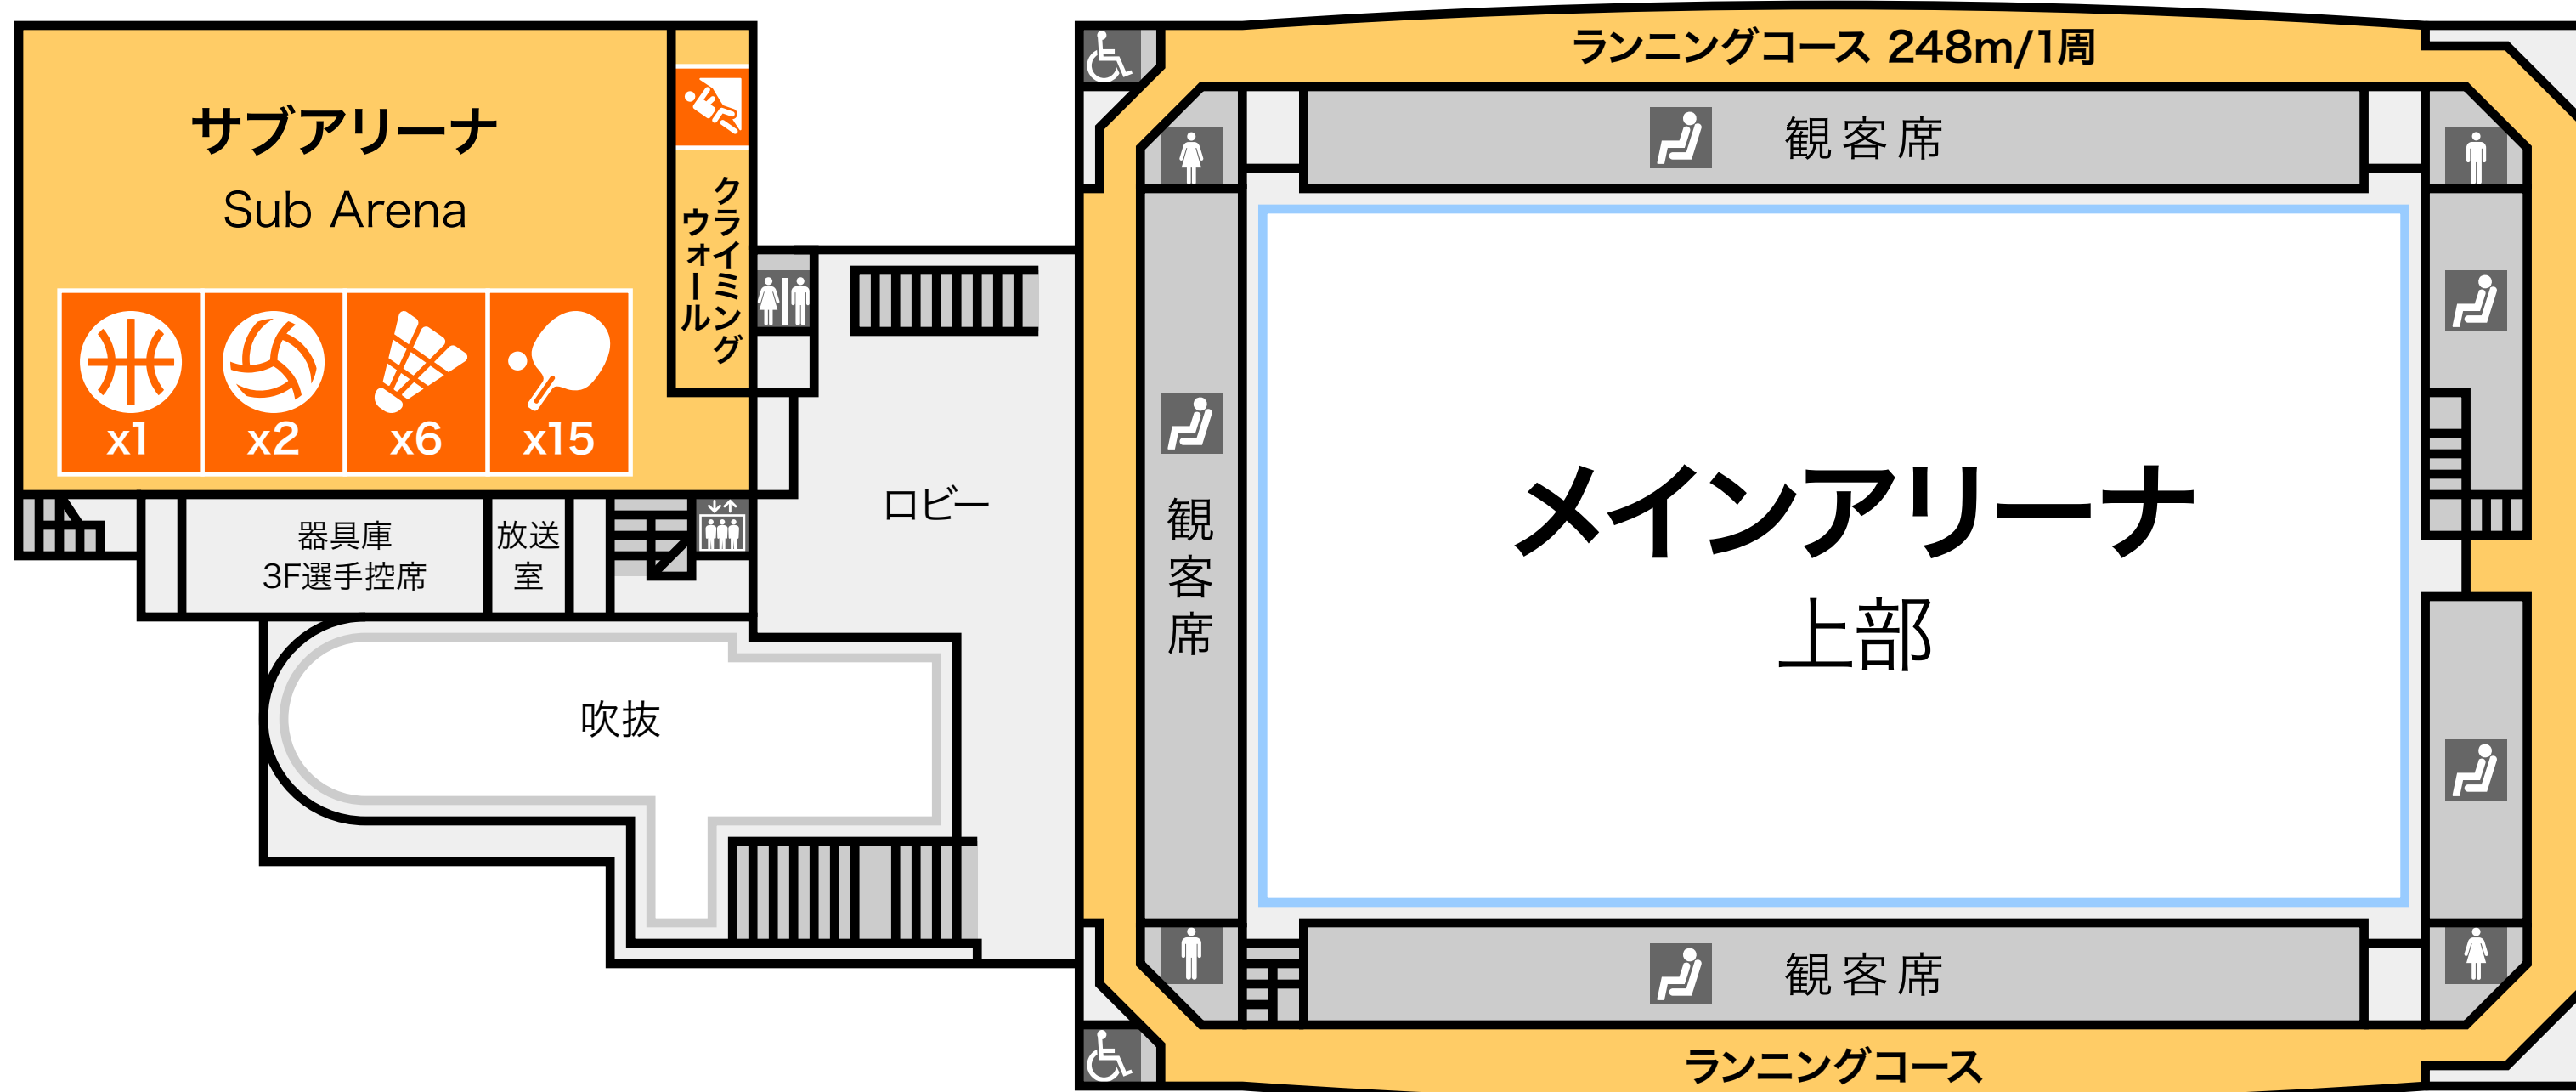 サブアリーナ
Sub Arena
x1
x2
x6
x15
クライミング
ウォール
器具庫
3F選手控席
放送
室
ロビー
吹抜
ランニングコース 248m/1周
観客席
観客席
メインアリーナ
上部
観客席
ランニングコース